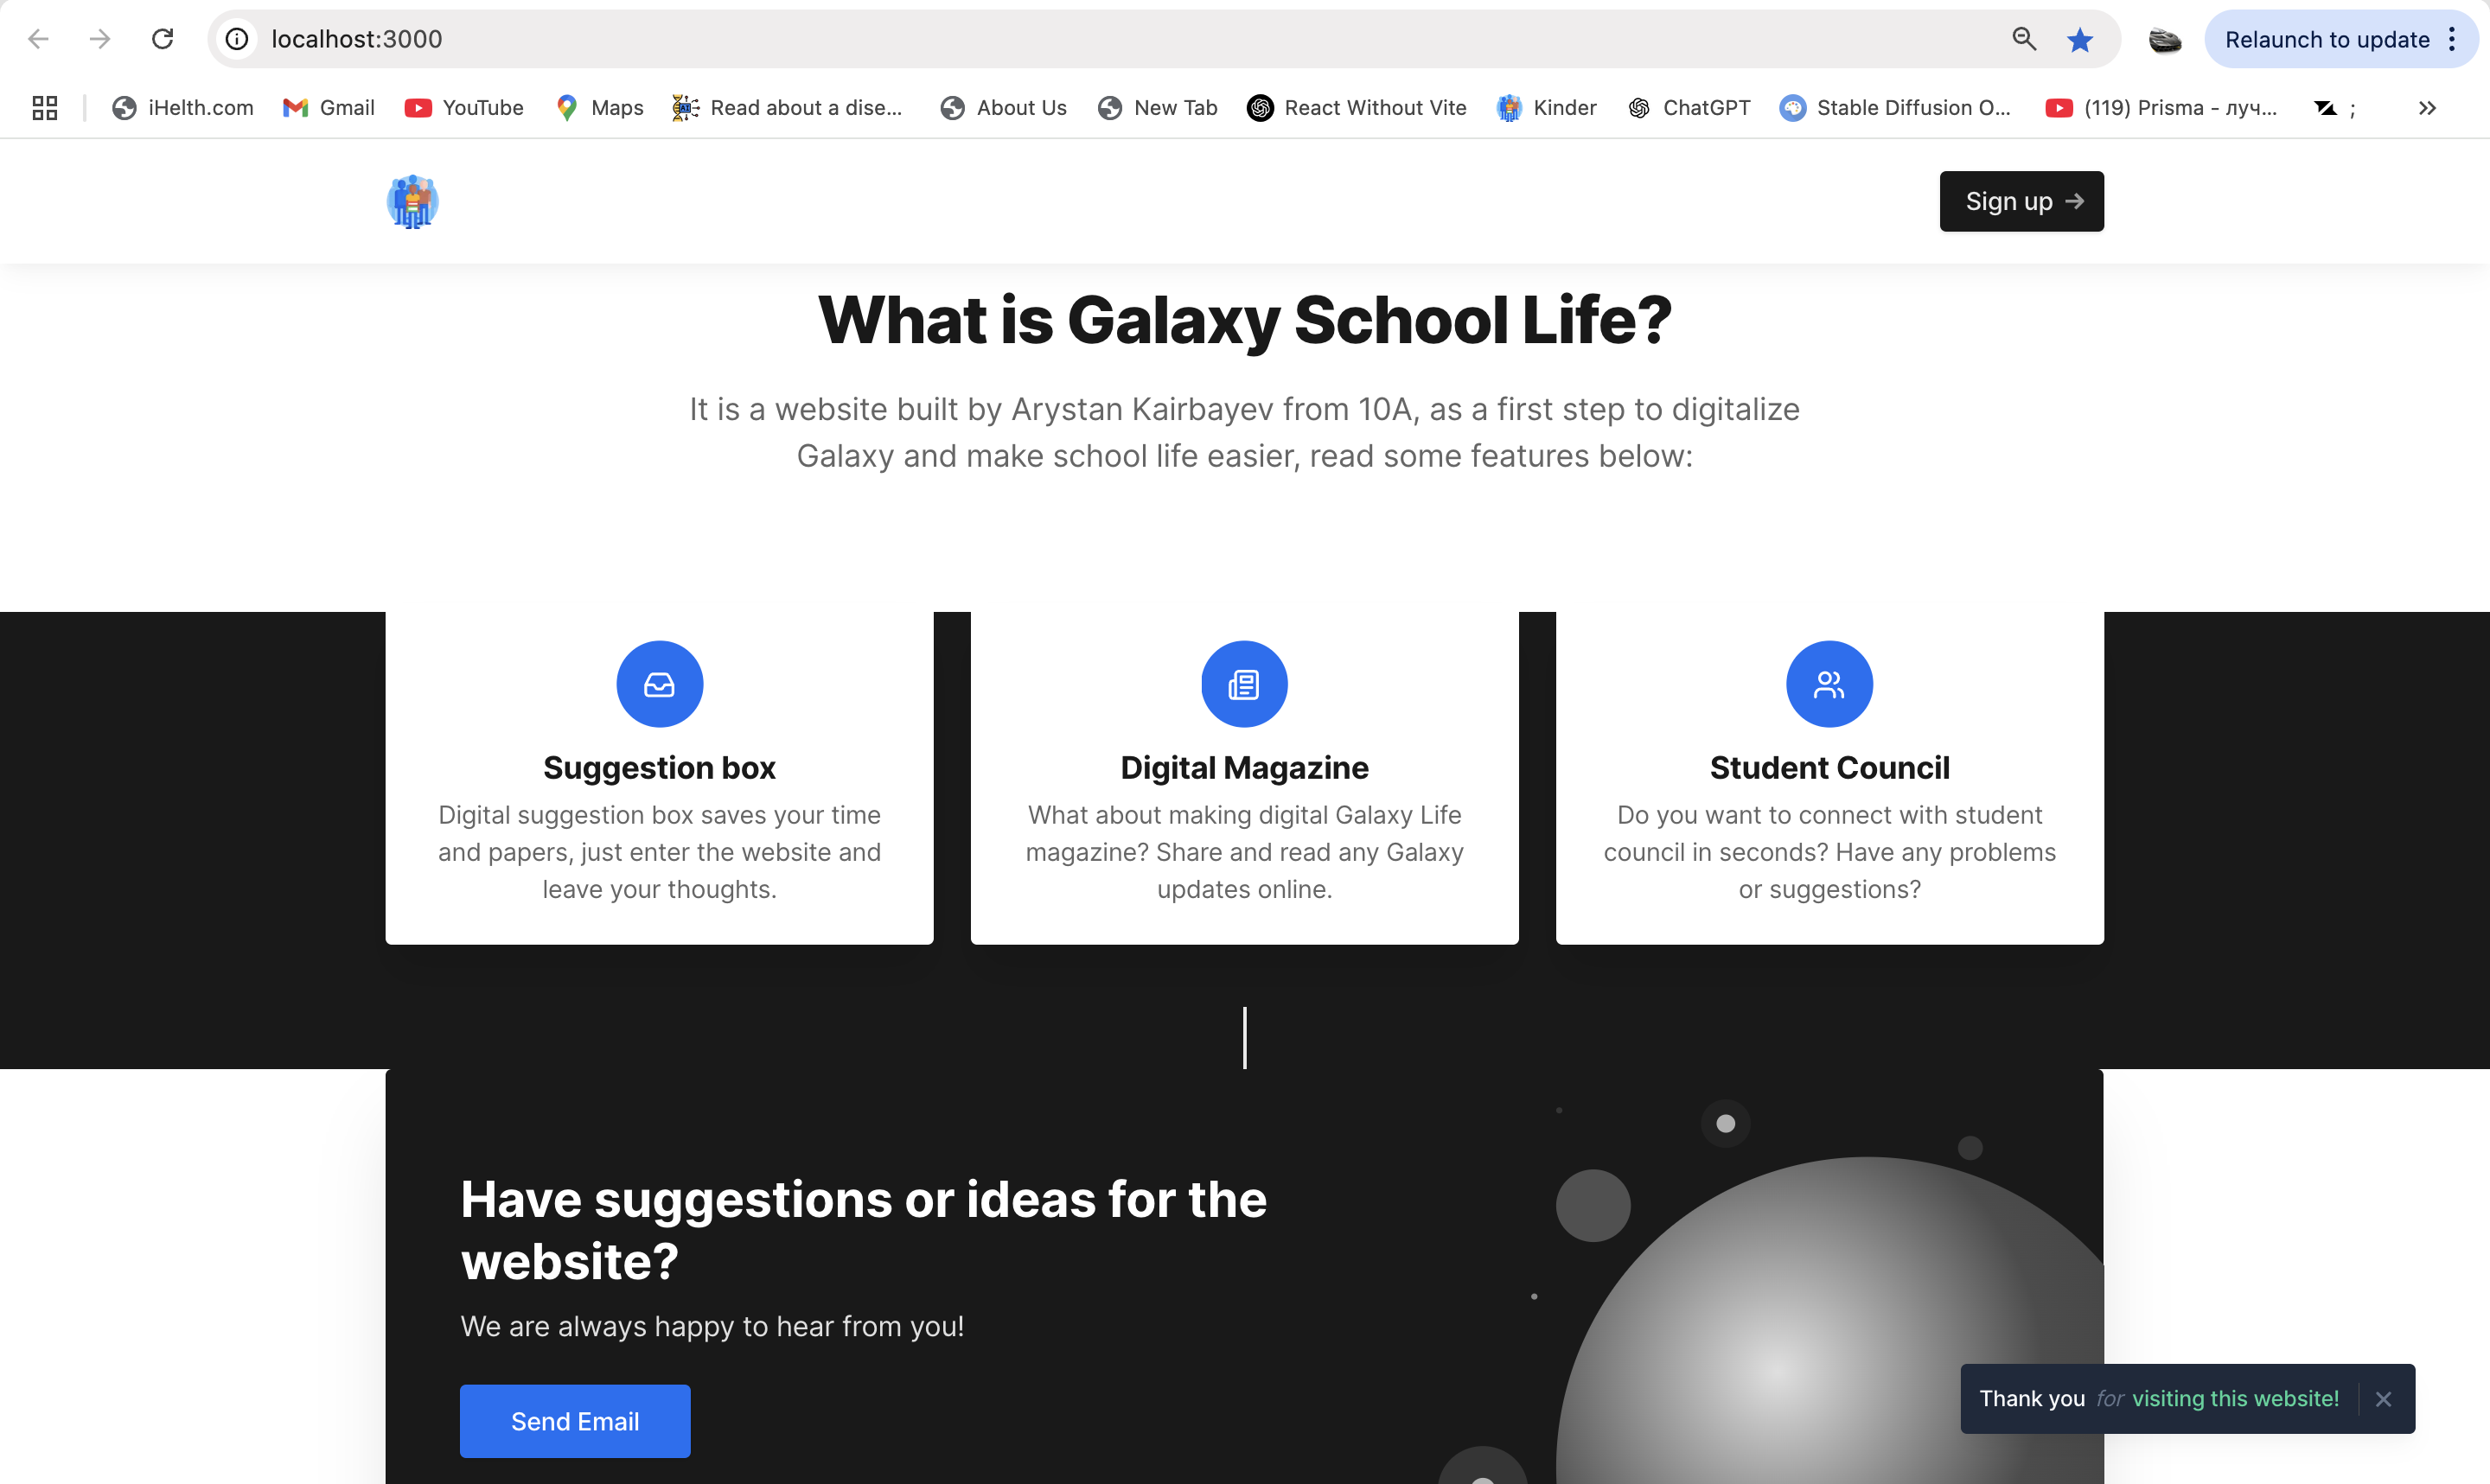 localhost:3000
Relaunch to update
iHelth.com
Gmail
YouTube
Maps
Read about a dise...
About Us
New Tab
React Without Vite
Kinder
ChatGPT
Stable Diffusion O...
(119) Prisma - луч...
;
Sign up
What is Galaxy School Life?
It is a website built by Arystan Kairbayev from 10A, as a first step to digitalize
Galaxy and make school life easier, read some features below:
Suggestion box
Digital suggestion box saves your time
and papers, just enter the website and
leave your thoughts.
Digital Magazine
What about making digital Galaxy Life
magazine? Share and read any Galaxy
updates online.
Student Council
Do you want to connect with student
council in seconds? Have any problems
or suggestions?
Have suggestions or ideas for the
website?
We are always happy to hear from you!
Send Email
Thank you for visiting this website!